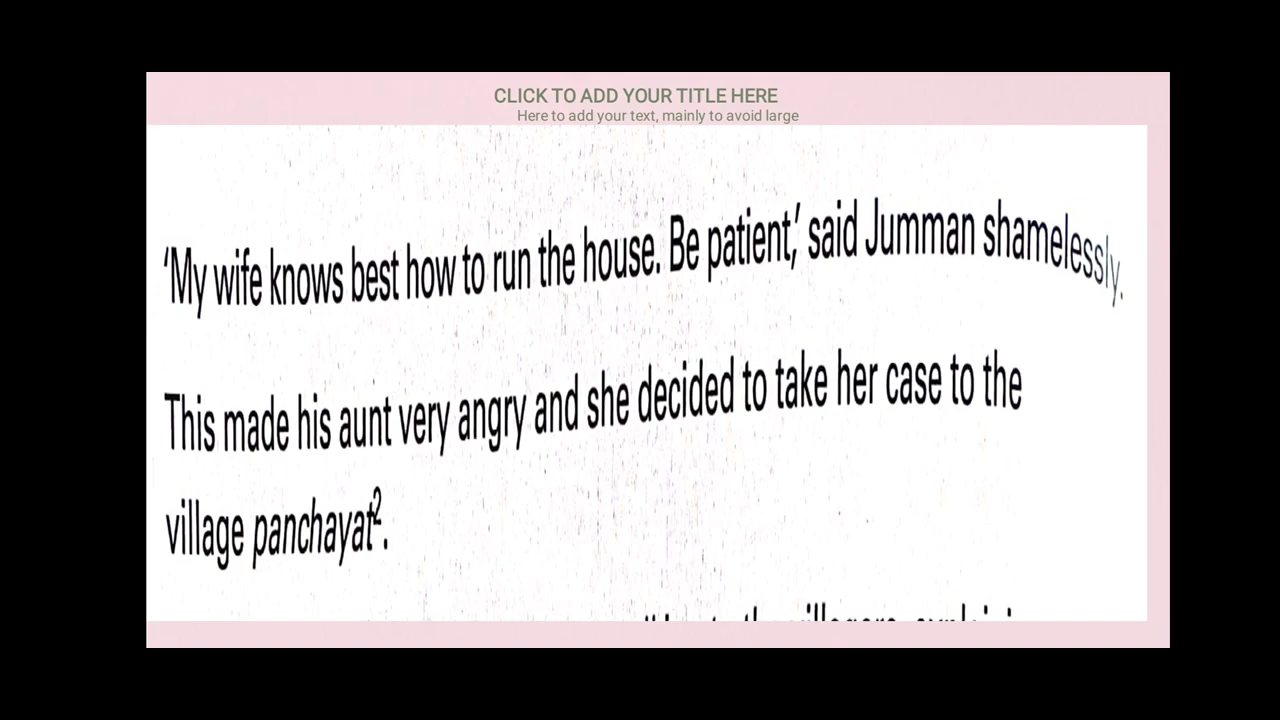 CLICK TO ADD YOUR TITLE HERE
Here to add your text, mainly to avoid large
‘My wife knows best how to run the house. Be patient,’ said Jumman shamelessly.
This made his aunt very angry and she decided to take her case to the
village panchayat².
villagers,